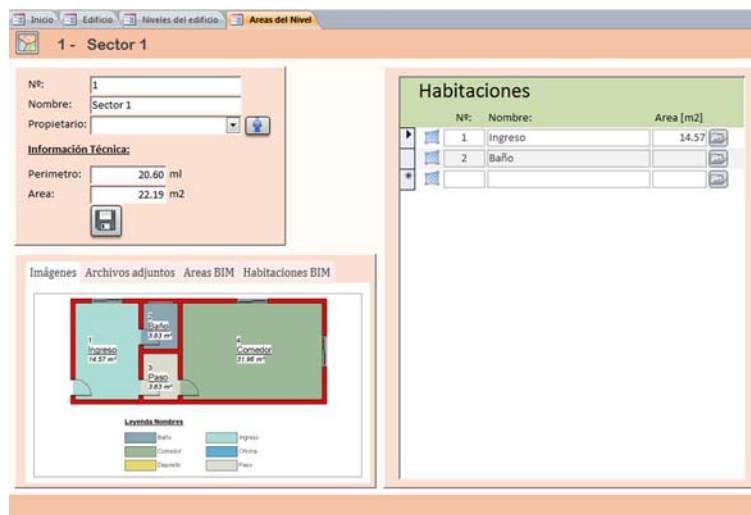 Inicio Edificio Niveles del edificio Areas del Nivel
1 - Sector 1
Nº: 1
Nombre: Sector 1
Propietario:
Información Técnica:
Perimetro: 20.60 ml
Area: 22.19 m2
Habitaciones
Nº: Nombre: Area [m2]
1 Ingreso 14.57
2 Baño
*
Imágenes Archivos adjuntos Areas BIM Habitaciones BIM
1
Ingreso
14.57 m²
2
Baño
3.83 m²
3
Paso
3.63 m²
4
Comedor
31.96 m²
Leyenda Nombres
Baño Ingreso
Comedor Oficina
Deposito Paso